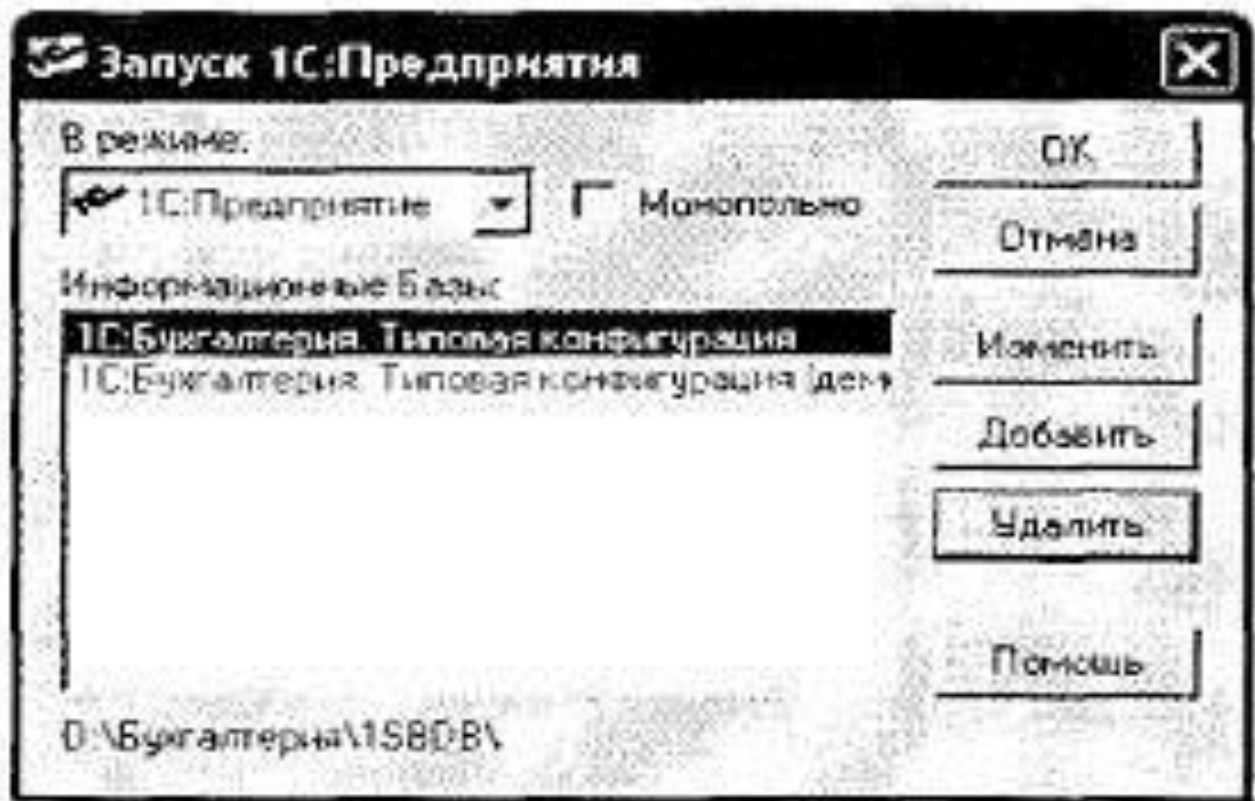 Запуск 1С:Предприятия
В режиме:
1С:Предприятие
Монопольно
Информационные Базы:
1С:Бухгалтерия. Типовая конфигурация
1С:Бухгалтерия. Типовая конфигурация (демо
OK
Отмена
Изменить
Добавить
Удалить
Помощь
D:\Бухгалтерия\1SBDB\